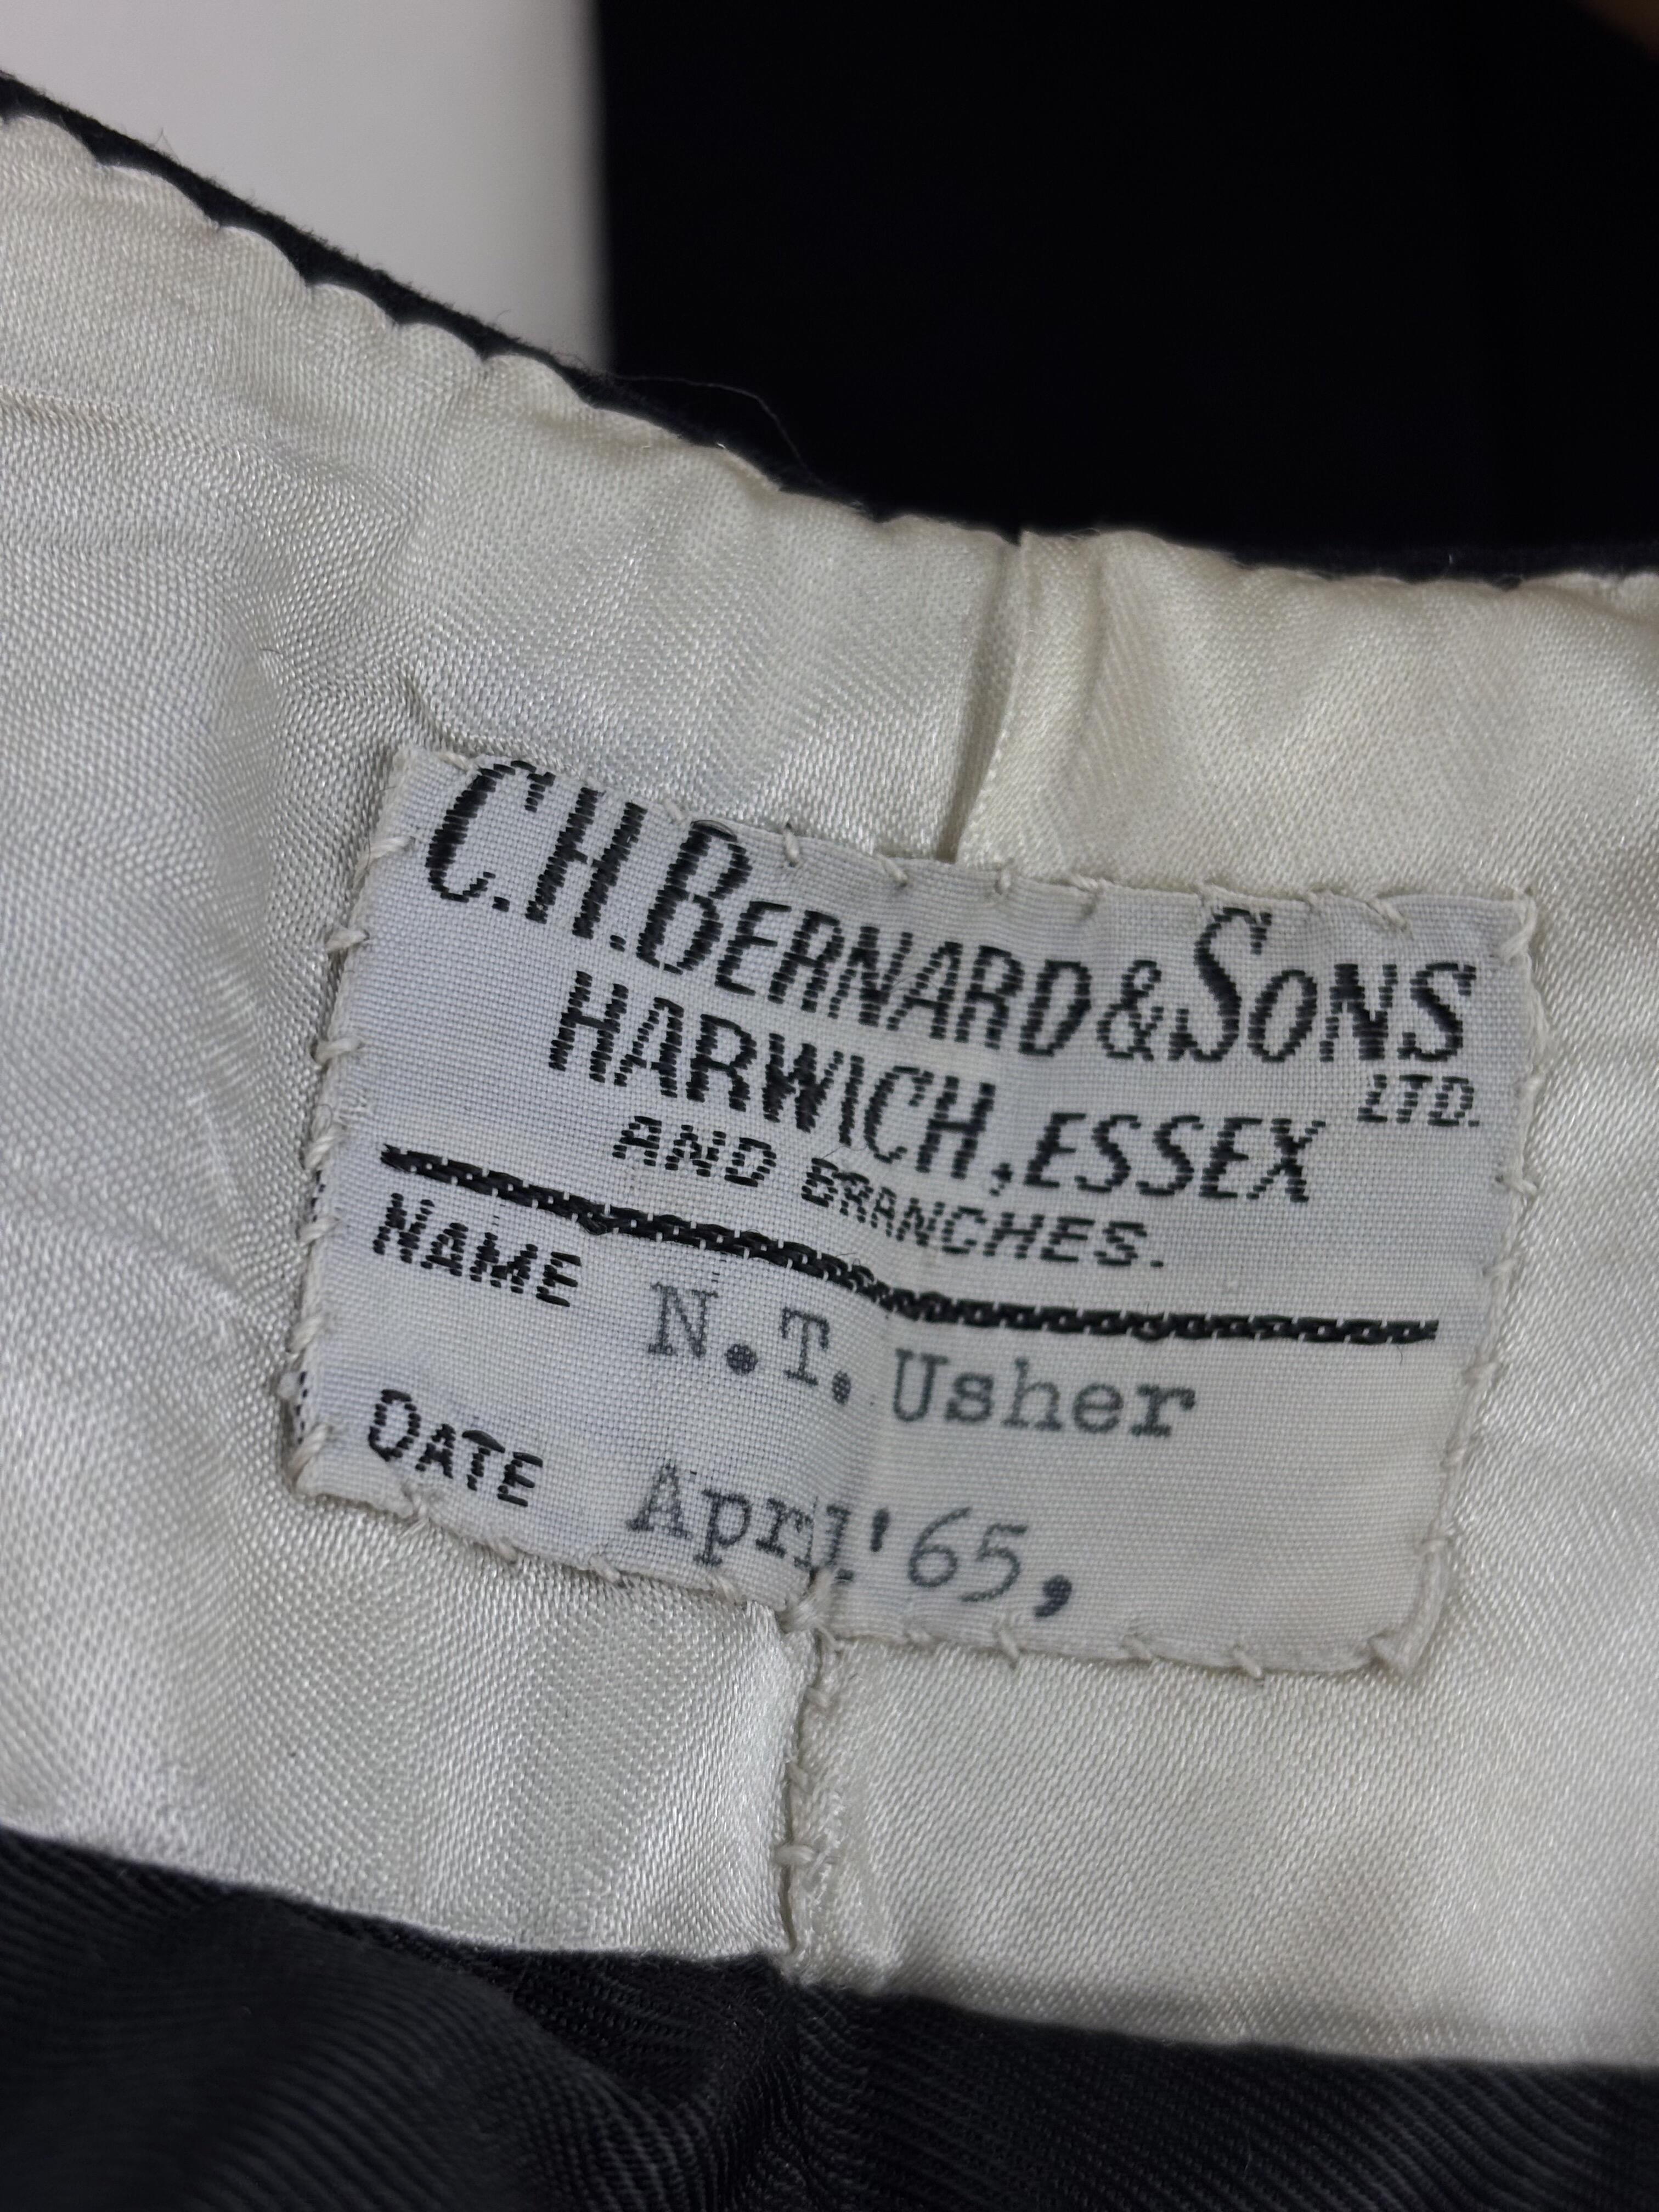 C.H. BERNARD & SONS
LTD.
HARWICH, ESSEX
AND BRANCHES.
NAME N.T. Usher
DATE April '65,